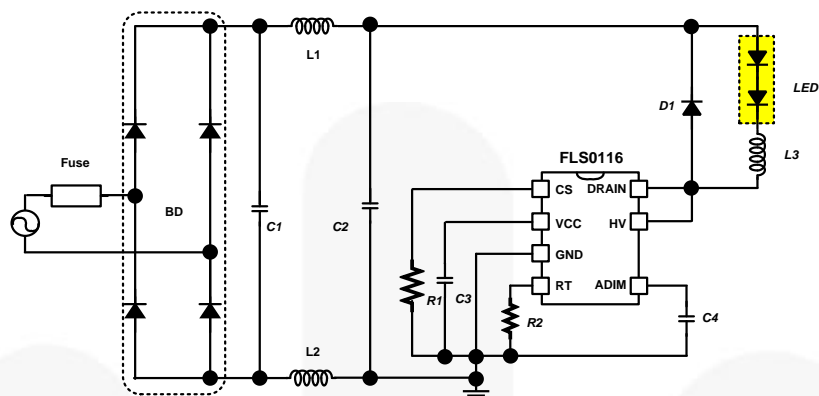 L1
LED
D1
Fuse
FLS0116
L3
CS
DRAIN
BD
C1
C2
VCC
HV
GND
RT
ADIM
R1
C3
R2
C4
L2